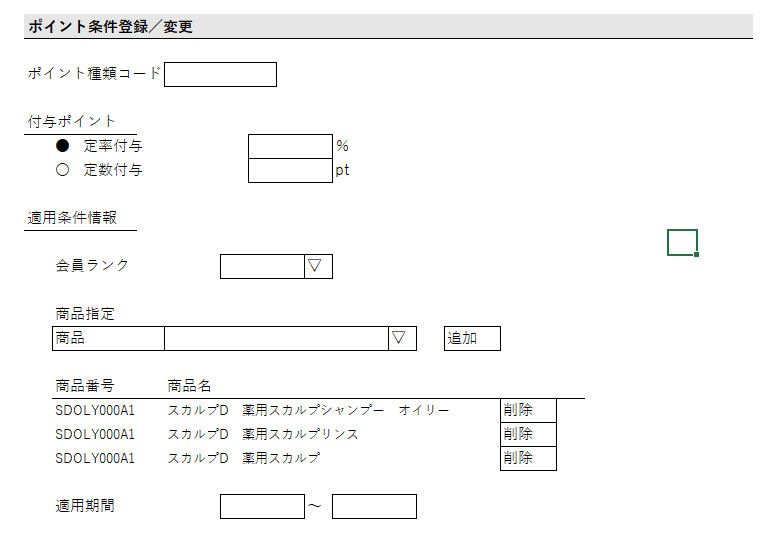 ポイント条件登録／変更
ポイント種類コード
付与ポイント
● 定率付与 %
○ 定数付与 pt
適用条件情報
会員ランク ▽
商品指定
商品 ▽ 追加
商品番号 商品名
SDOLY000A1 スカルプD 薬用スカルプシャンプー オイリー 削除
SDOLY000A1 スカルプD 薬用スカルプリンス 削除
SDOLY000A1 スカルプD 薬用スカルプ 削除
適用期間 ～